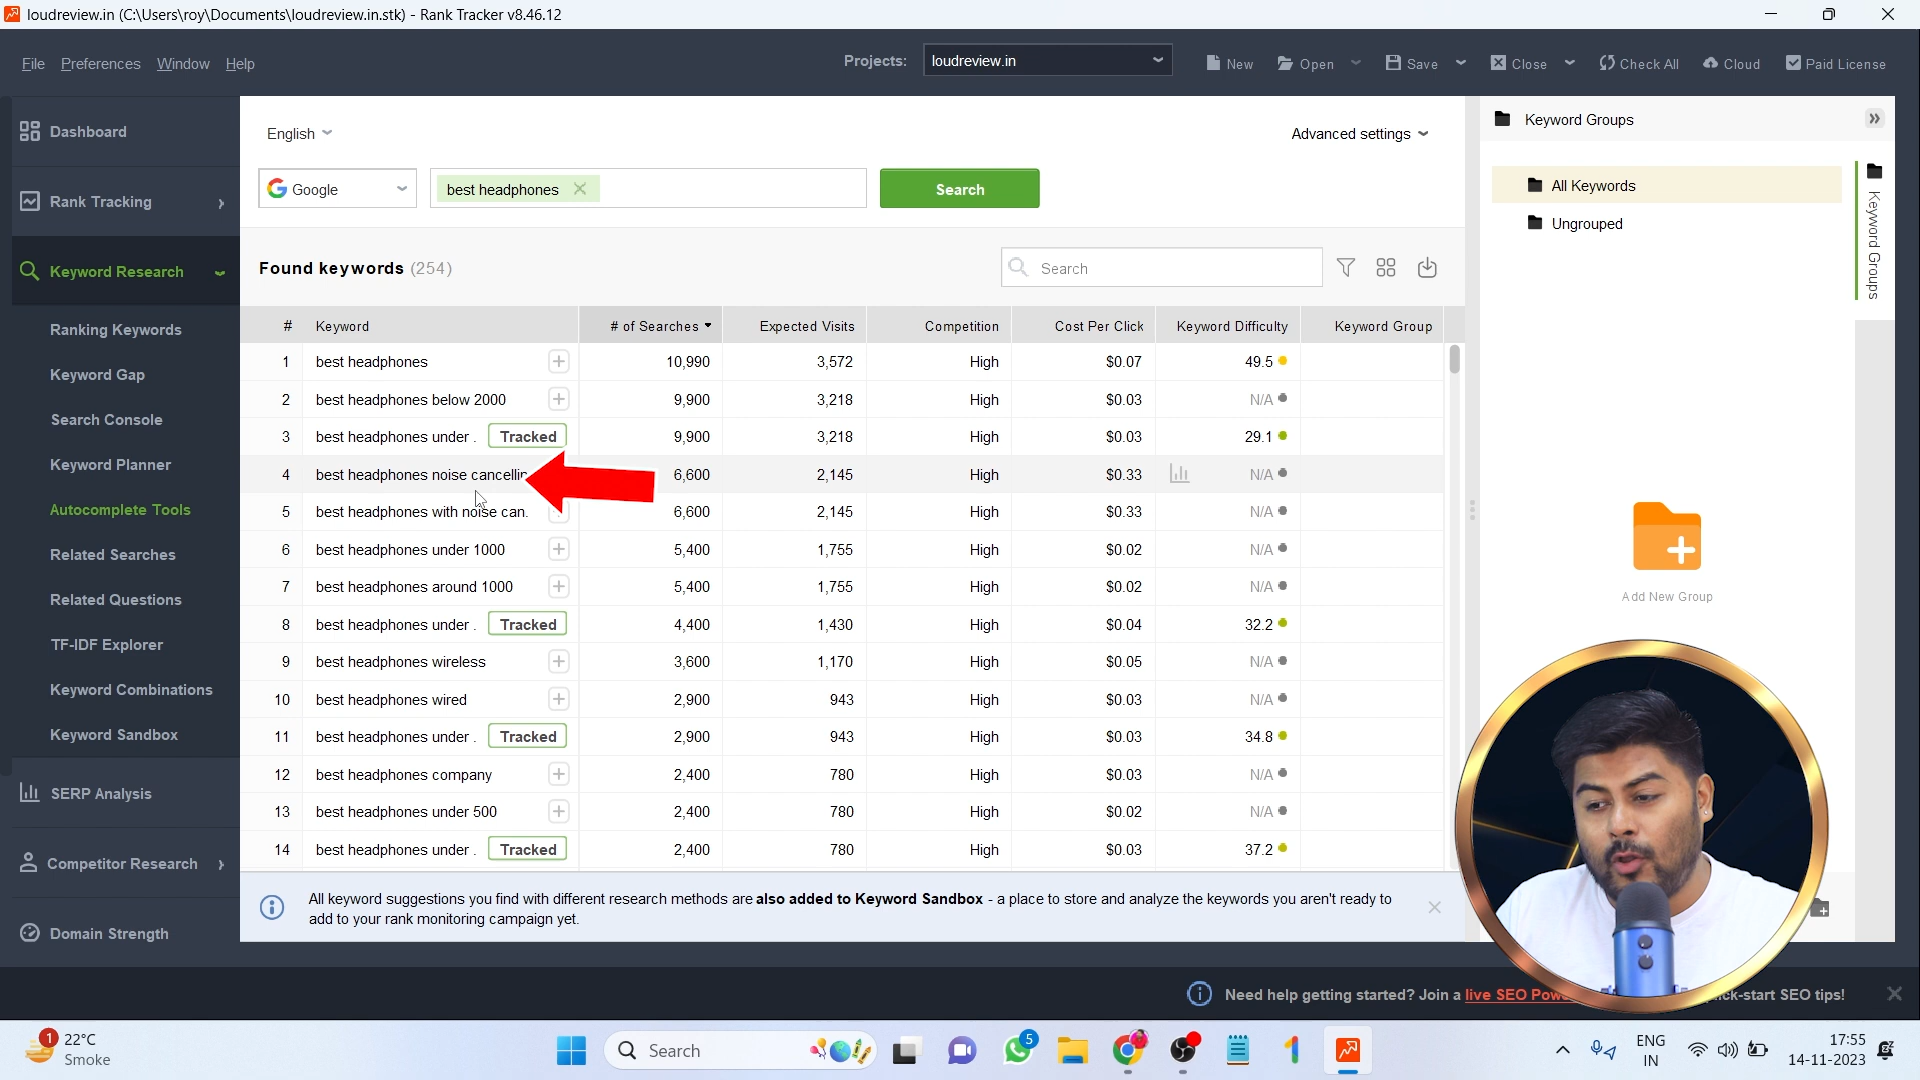 loudreview.in (C:\Users\roy\Documents\loudreview.in.stk) - Rank Tracker v8.46.12
File Preferences Window Help
Projects: loudreview.in
New Open Save Close Check All Cloud Paid License
Dashboard
Rank Tracking
Keyword Research
Ranking Keywords
Keyword Gap
Search Console
Keyword Planner
Autocomplete Tools
Related Searches
Related Questions
TF-IDF Explorer
Keyword Combinations
Keyword Sandbox
SERP Analysis
Competitor Research
Domain Strength
English
Advanced settings
Google
best headphones
Search
Found keywords (254)
Search
# Keyword # of Searches Expected Visits Competition Cost Per Click Keyword Difficulty Keyword Group
1 best headphones 10,990 3,572 High $0.07 49.5
2 best headphones below 2000 9,900 3,218 High $0.03 N/A
3 best headphones under . Tracked 9,900 3,218 High $0.03 29.1
4 best headphones noise 6,600 2,145 High $0.33 N/A
5 best headphones with noise can. 6,600 2,145 High $0.33 N/A
6 best headphones under 1000 5,400 1,755 High $0.02 N/A
7 best headphones around 1000 5,400 1,755 High $0.02 N/A
8 best headphones under . Tracked 4,400 1,430 High $0.04 32.2
9 best headphones wireless 3,600 1,170 High $0.05 N/A
10 best headphones wired 2,900 943 High $0.03 N/A
11 best headphones under . Tracked 2,900 943 High $0.03 34.8
12 best headphones company 2,400 780 High $0.03 N/A
13 best headphones under 500 2,400 780 High $0.02 N/A
14 best headphones under . Tracked 2,400 780 High $0.03 37.2
All keyword suggestions you find with different research methods are also added to Keyword Sandbox - a place to store and analyze the keywords you aren't ready to
add to your rank monitoring campaign yet.
Keyword Groups
All Keywords
Ungrouped
Keyword Groups
Add New Group
Need help getting started? Join a live SEO
-start SEO tips!
1
22°C
Smoke
Search
5
ENG
IN
17:55
14-11-2023